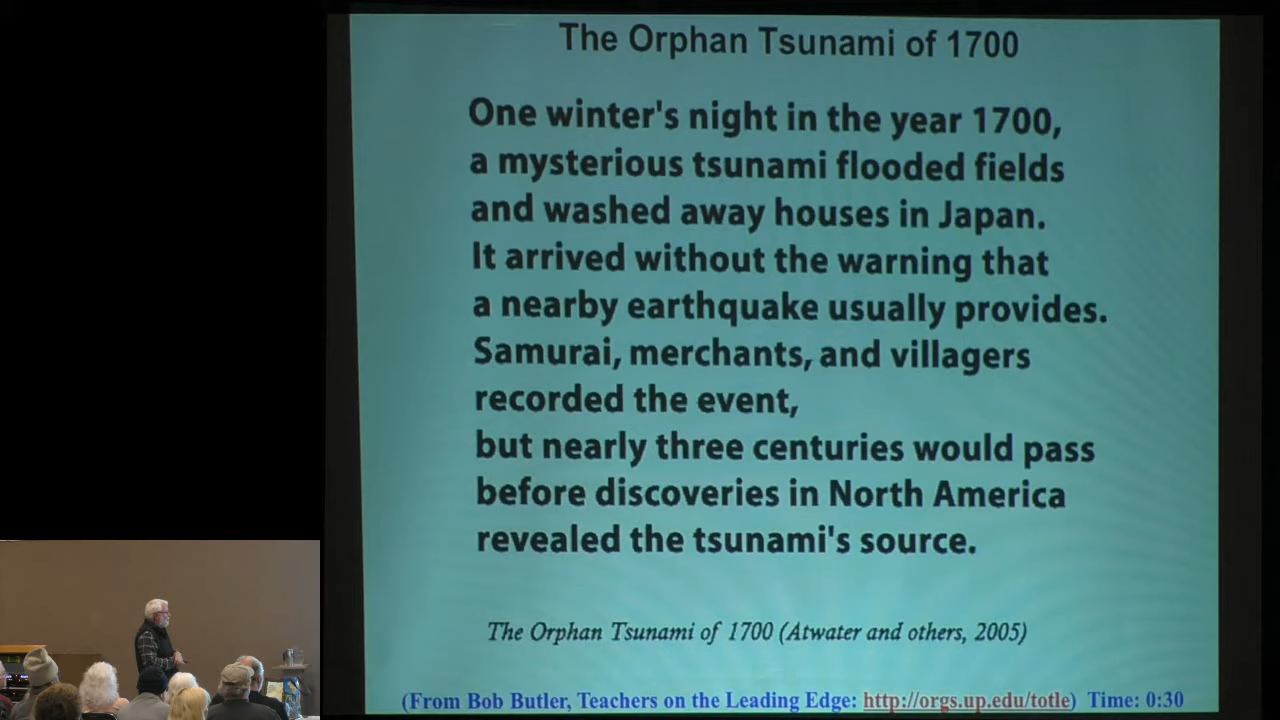 The Orphan Tsunami of 1700
One winter's night in the year 1700,
a mysterious tsunami flooded fields
and washed away houses in Japan.
It arrived without the warning that
a nearby earthquake usually provides.
Samurai, merchants, and villagers
recorded the event,
but nearly three centuries would pass
before discoveries in North America
revealed the tsunami's source.
The Orphan Tsunami of 1700 (Atwater and others, 2005)
(From Bob Butler, Teachers on the Leading Edge: http://orgs.up.edu/totle) Time: 0:30